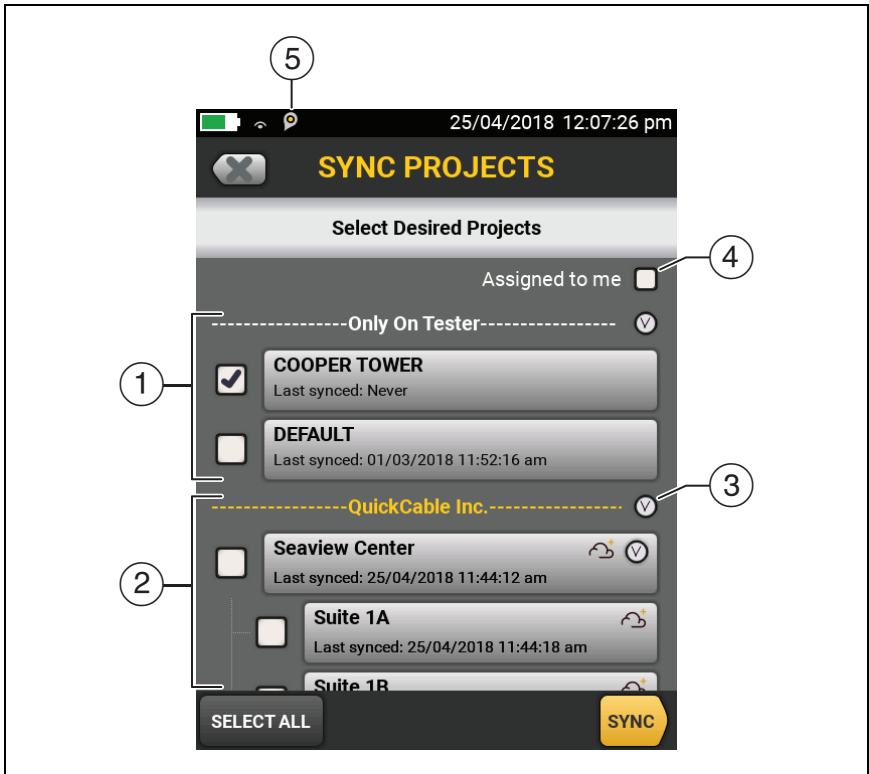 5
25/04/2018 12:07:26 pm
SYNC PROJECTS
Select Desired Projects
Assigned to me
4
Only On Tester
1
COOPER TOWER
Last synced: Never
DEFAULT
Last synced: 01/03/2018 11:52:16 am
3
QuickCable Inc.
2
Seaview Center
Last synced: 25/04/2018 11:44:12 am
Suite 1A
Last synced: 25/04/2018 11:44:18 am
Suite 1B
SELECT ALL
SYNC